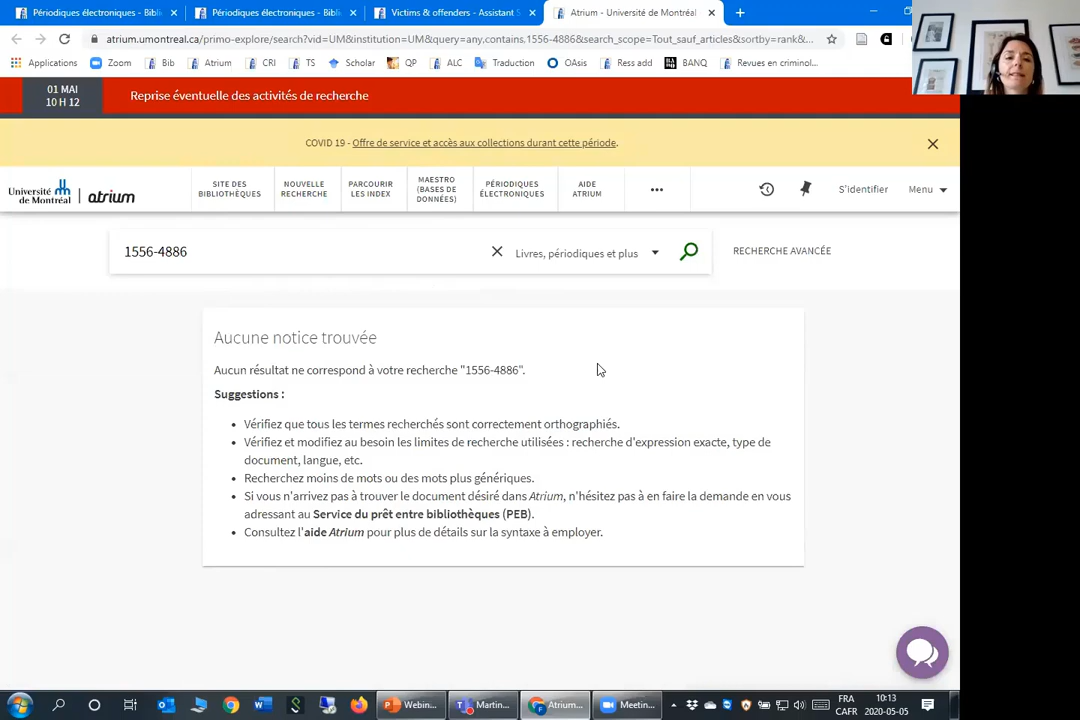 Périodiques électroniques - Bibl
Périodiques électroniques - Bibl
Victims & offenders - Assistant S
Atrium - Université de Montréal
atrium.umontreal.ca/primo-explore/search?vid=UM&institution=UM&query=any,contains,1556-4886&search_scope=Tout_sauf_articles&sortby=rank&...
Applications
Zoom
Bib
Atrium
CRI
TS
Scholar
QP
ALC
Traduction
OAsis
Ress add
BANQ
Revues en criminol...
01 MAI
10 H 12
Reprise éventuelle des activités de recherche
COVID 19 - Offre de service et accès aux collections durant cette période.
Université
de Montréal
atrium
SITE DES
BIBLIOTHÈQUES
NOUVELLE
RECHERCHE
PARCOURIR
LES INDEX
MAESTRO
(BASES DE
DONNÉES)
PÉRIODIQUES
ÉLECTRONIQUES
AIDE
ATRIUM
S'identifier
Menu
1556-4886
Livres, périodiques et plus
RECHERCHE AVANCÉE
Aucune notice trouvée
Aucun résultat ne correspond à votre recherche "1556-4886".
Suggestions :
Vérifiez que tous les termes recherchés sont correctement orthographiés.
Vérifiez et modifiez au besoin les limites de recherche utilisées : recherche d'expression exacte, type de
document, langue, etc.
Recherchez moins de mots ou des mots plus génériques.
Si vous n'arrivez pas à trouver le document désiré dans Atrium, n'hésitez pas à en faire la demande en vous
adressant au Service du prêt entre bibliothèques (PEB).
Consultez l'aide Atrium pour plus de détails sur la syntaxe à employer.
Webin...
Martin...
Atrium...
Meetin...
FRA
CAFR
10:13
2020-05-05